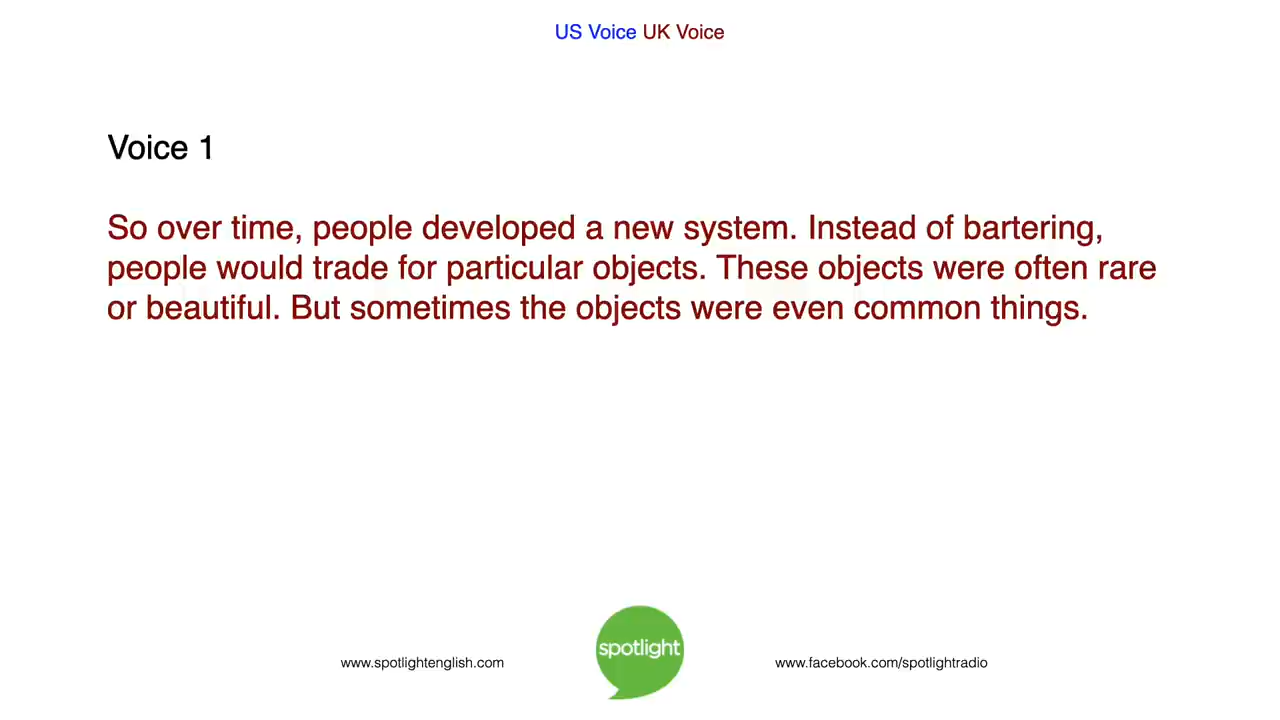 US Voice UK Voice
Voice 1
So over time, people developed a new system. Instead of bartering,
people would trade for particular objects. These objects were often rare
or beautiful. But sometimes the objects were even common things.
spotlight
www.spotlightenglish.com
www.facebook.com/spotlightradio